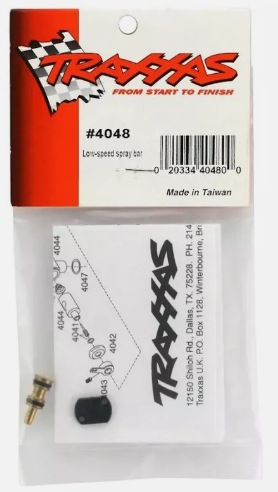 TRAXXAS
FROM START TO FINISH
#4048
Low-speed spray bar
0 20334 40480 0
Made in Taiwan
4044
4047
4044
4041
4042
4043
TRAXXAS
12150 Shiloh Rd., Dallas, TX. 75228. PH. 214
Traxxas U.K. P.O. Box 1128, Winterbourne, Bri